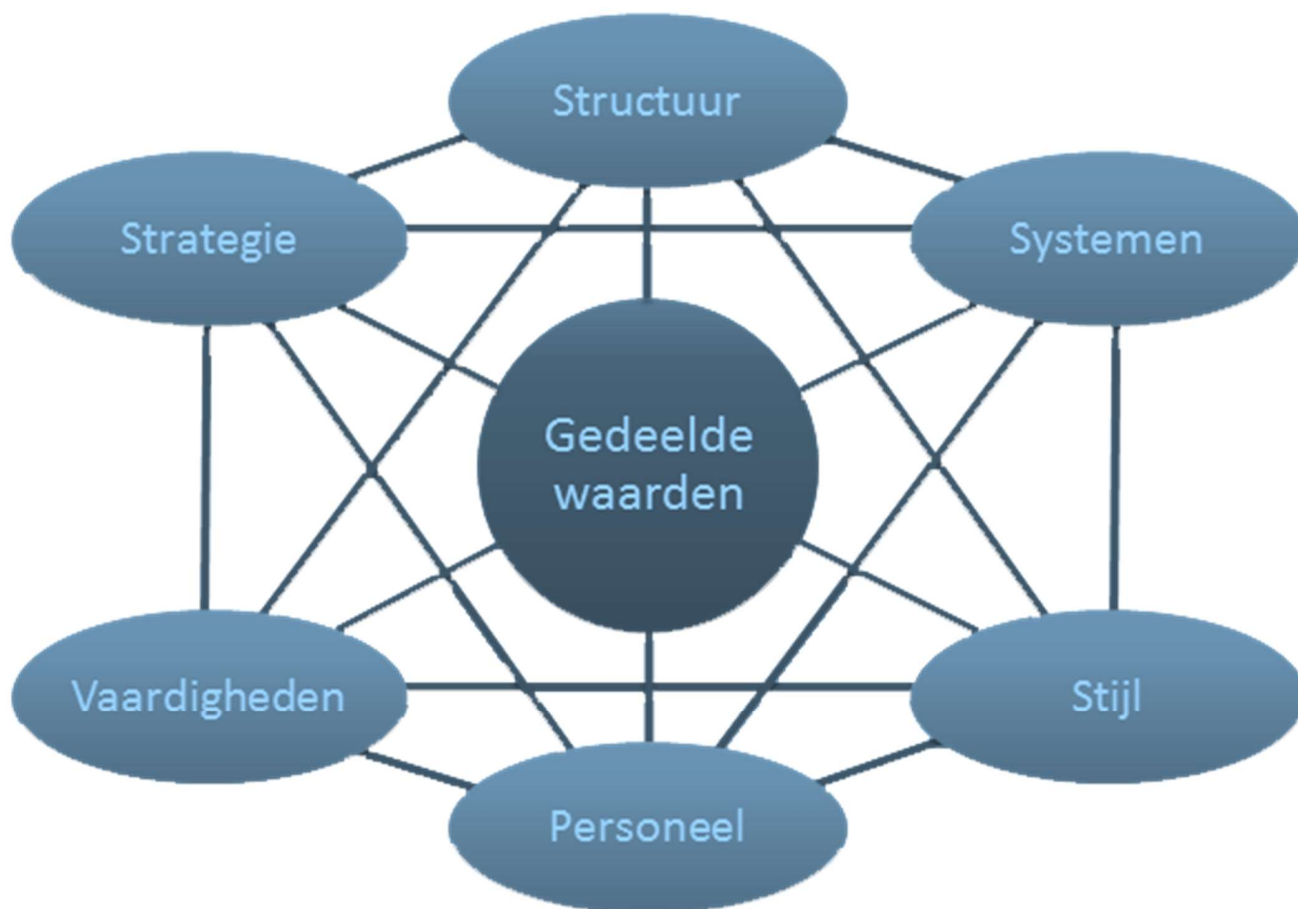 Structuur
Strategie
Systemen
Gedeelde
waarden
Vaardigheden
Stijl
Personeel